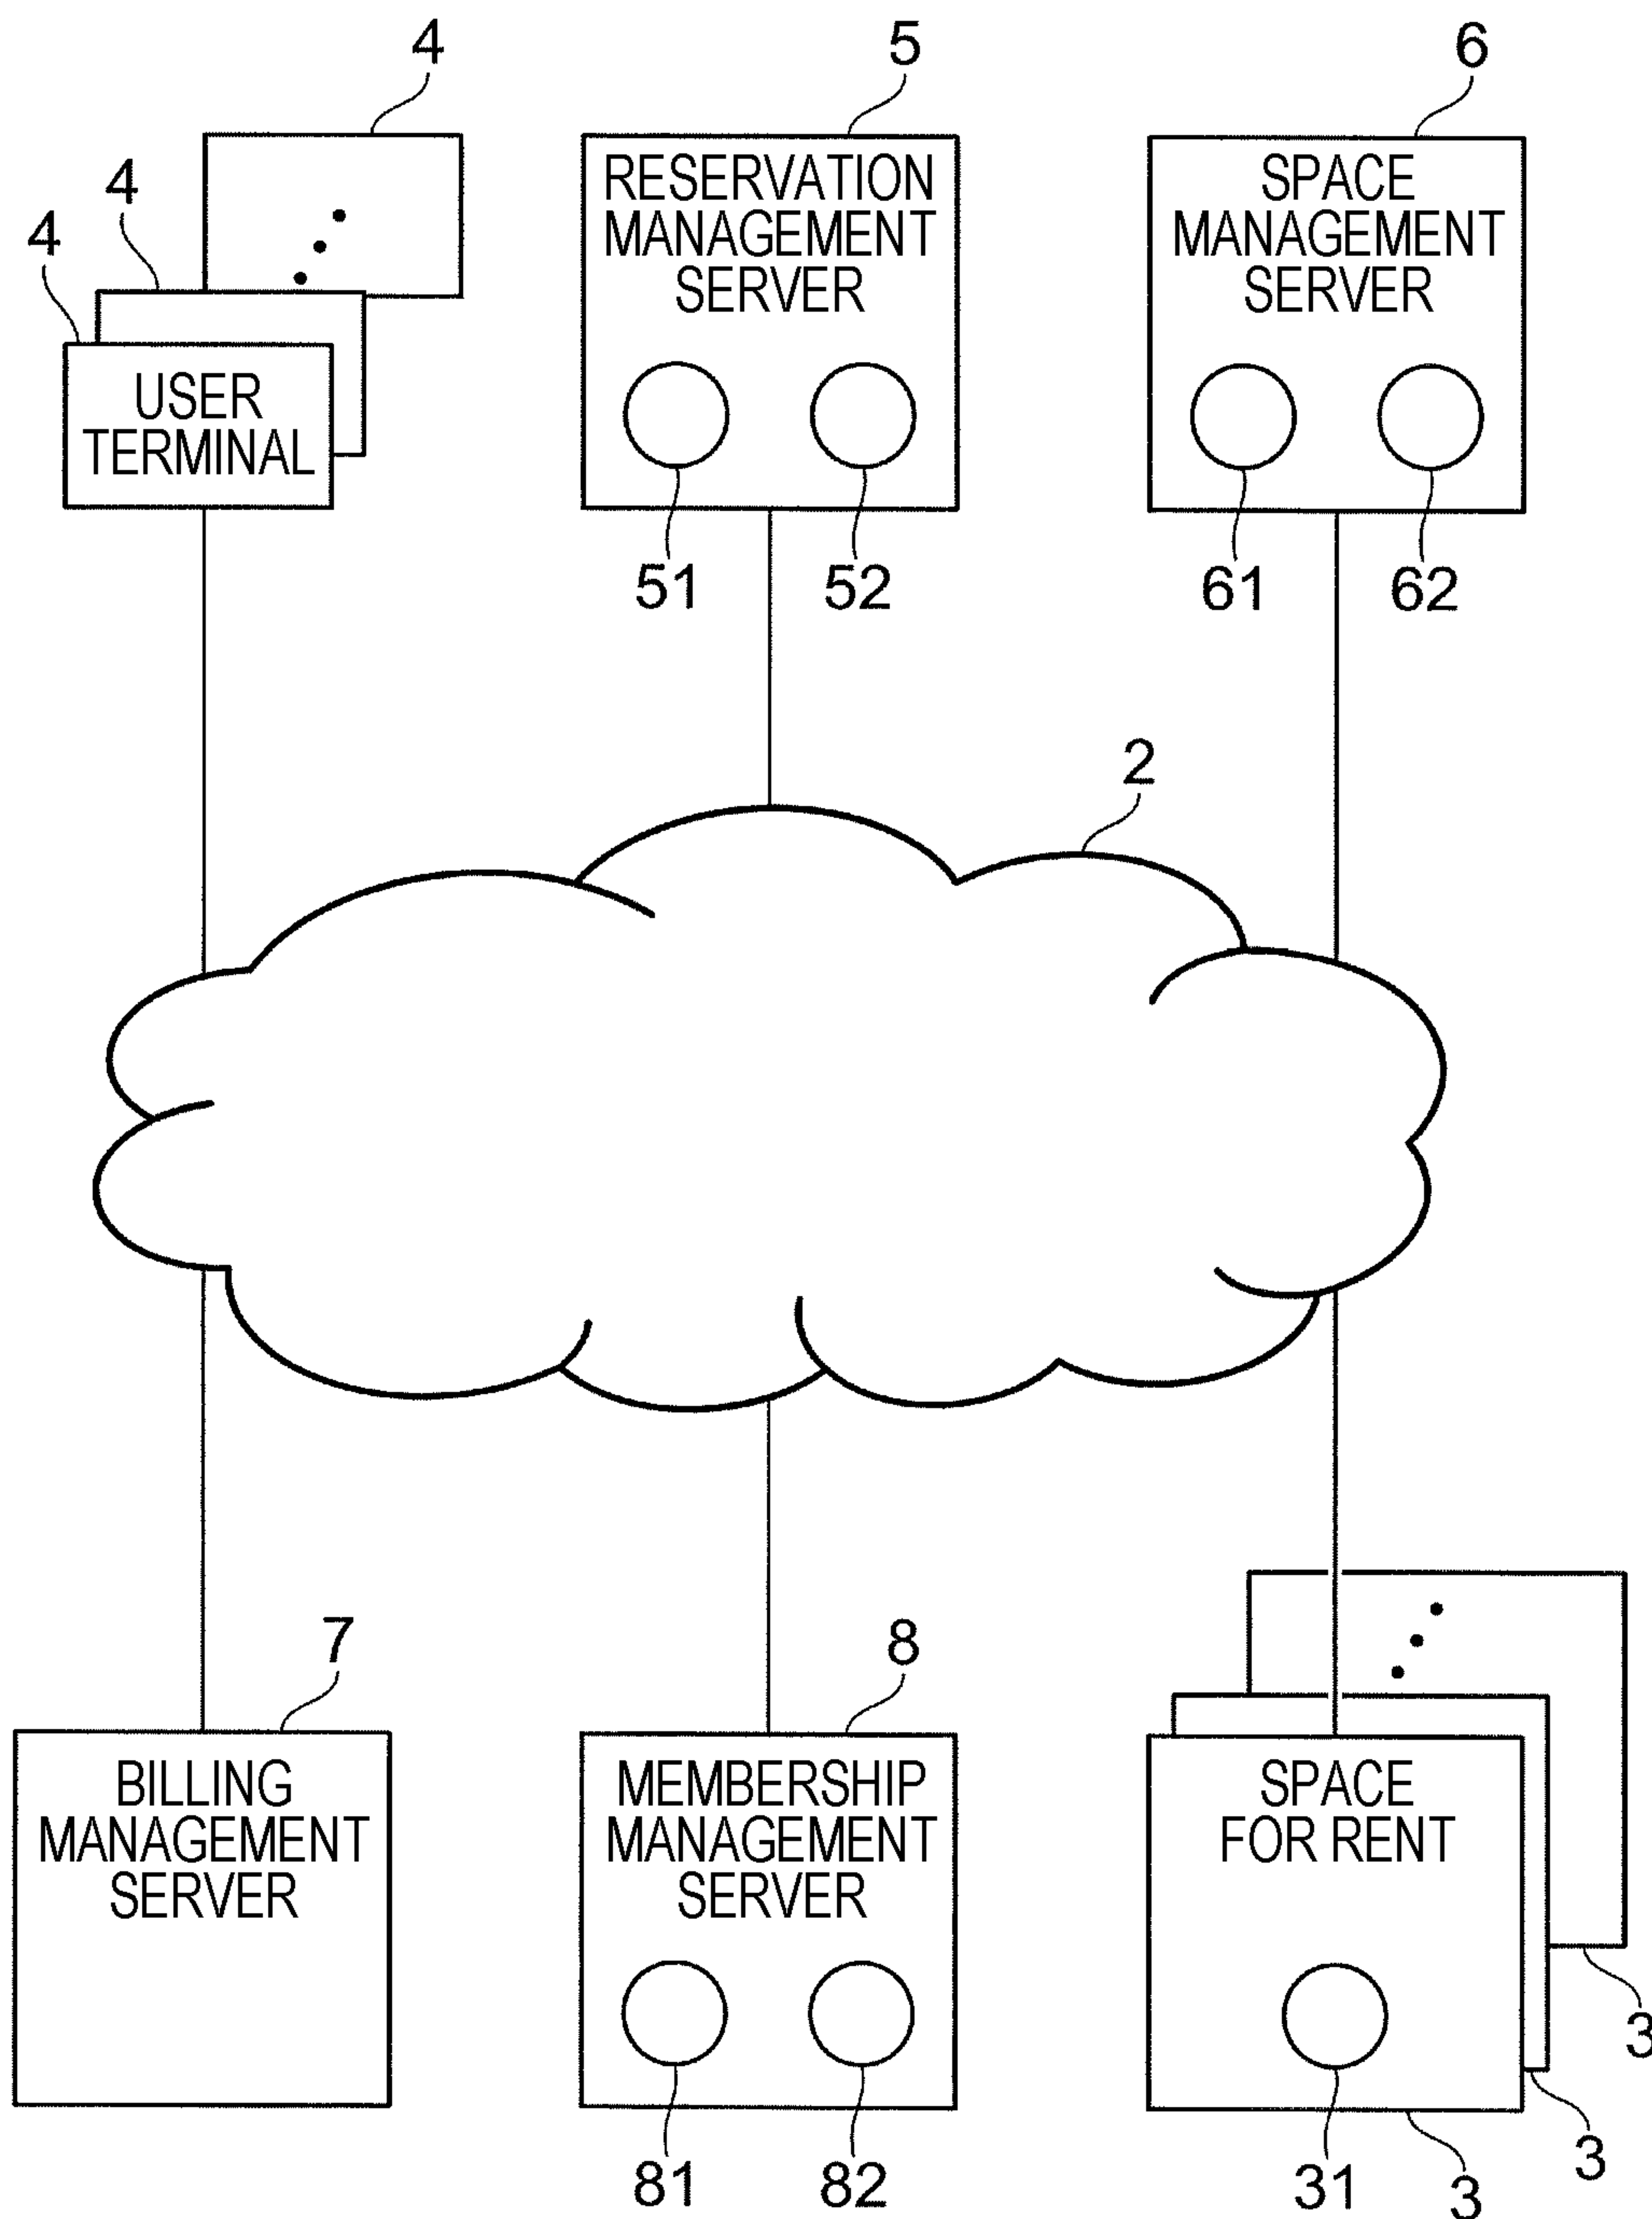 4
5
6
4
4
RESERVATION
MANAGEMENT
SERVER
SPACE
MANAGEMENT
SERVER
USER
TERMINAL
51
52
61
62
2
7
8
BILLING
MANAGEMENT
SERVER
MEMBERSHIP
MANAGEMENT
SERVER
SPACE
FOR RENT
3
3
3
81
82
31